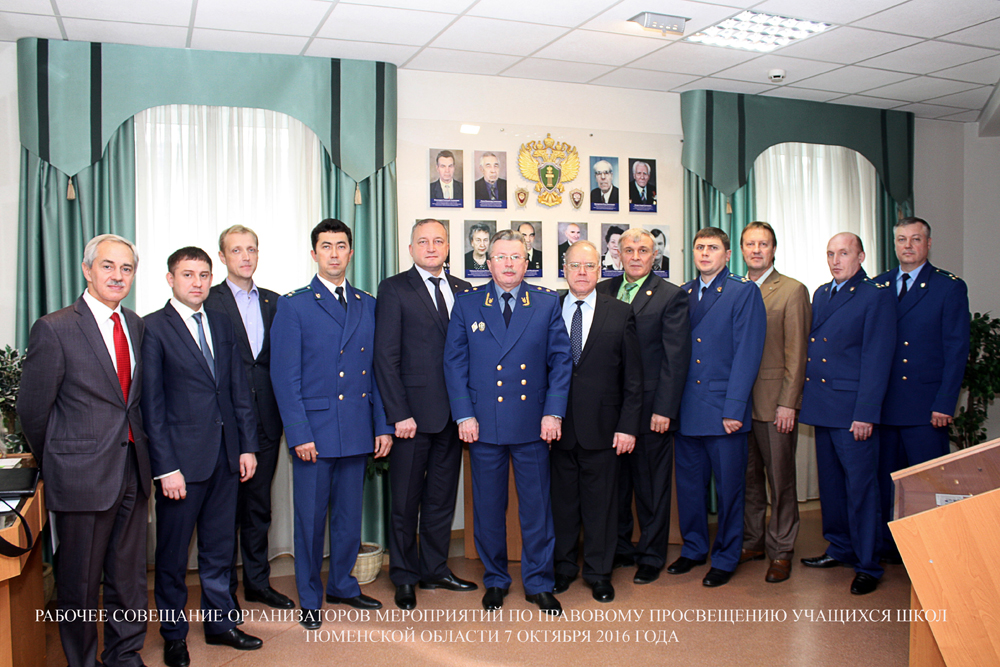 РАБОЧЕЕ СОВЕЩАНИЕ ОРГАНИЗАТОРОВ МЕРОПРИЯТИЙ ПО ПРАВОВОМУ ПРОСВЕЩЕНИЮ УЧАЩИХСЯ ШКОЛ
ТЮМЕНСКОЙ ОБЛАСТИ 7 ОКТЯБРЯ 2016 ГОДА